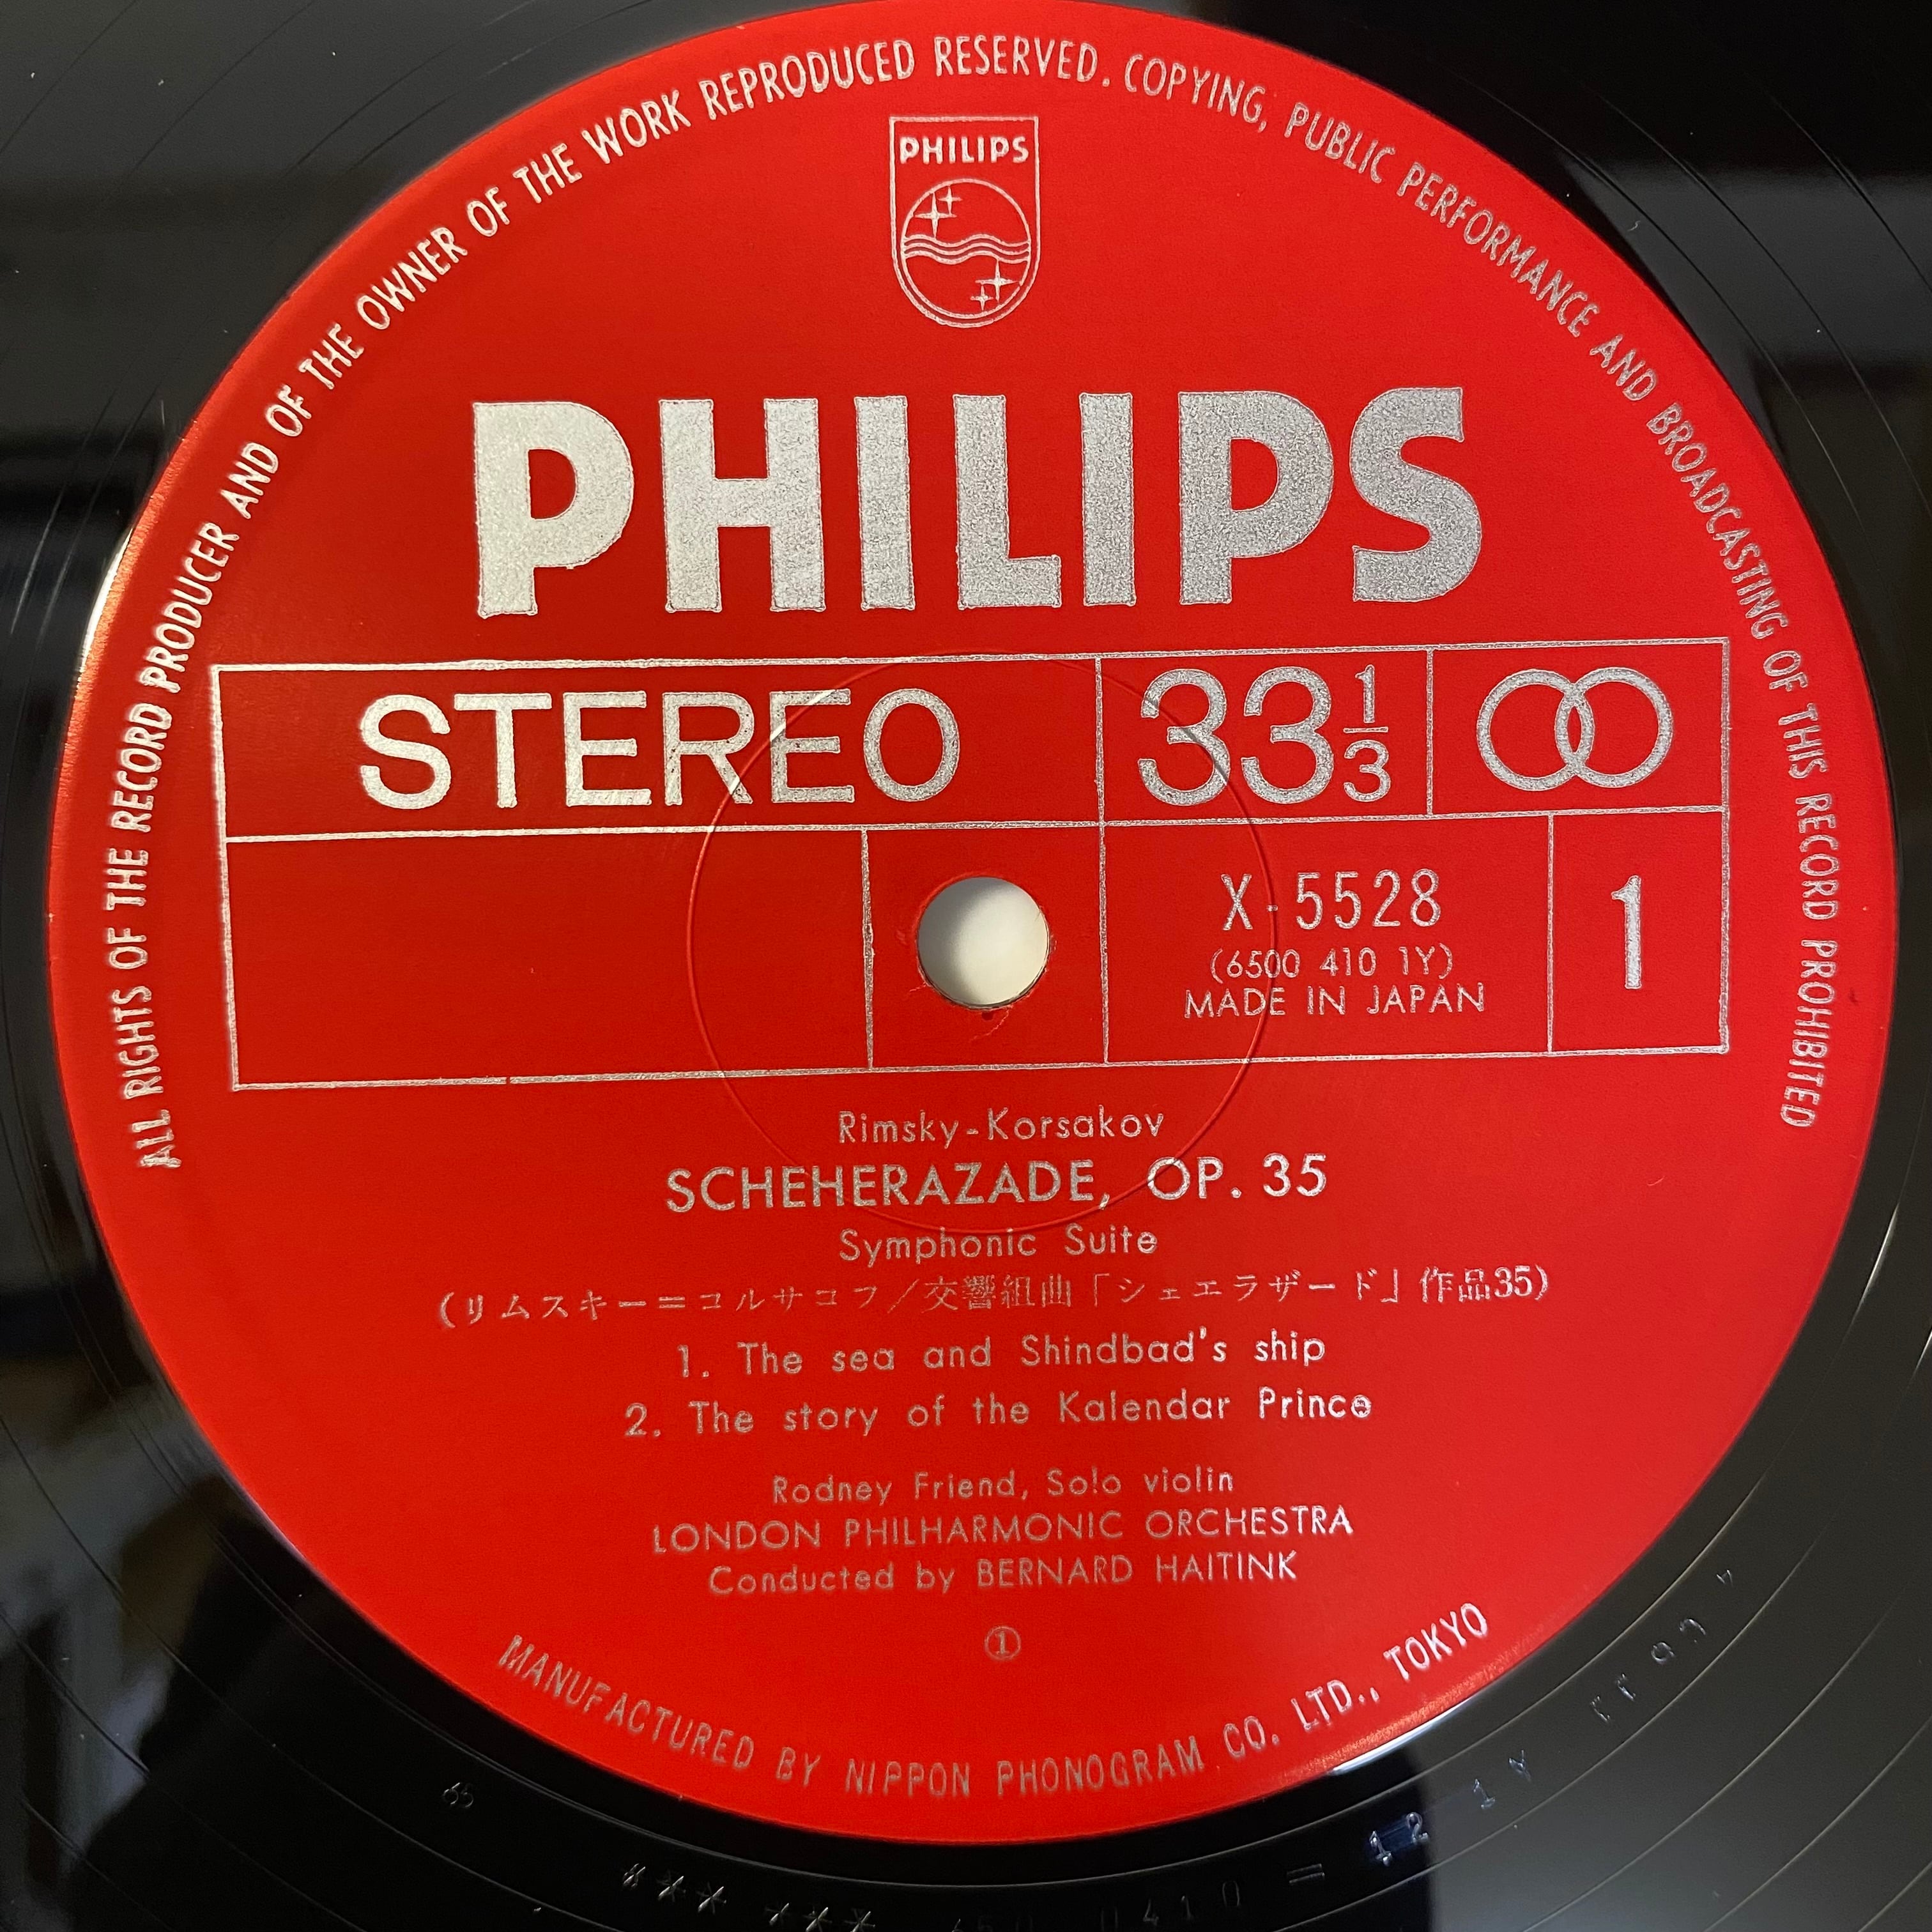 ALL RIGHTS OF THE RECORD PRODUCER AND OF THE OWNER OF THE WORK REPRODUCED RESERVED. COPYING, PUBLIC PERFORMANCE AND BROADCASTING OF THIS RECORD PROHIBITED
PHILIPS
PHILIPS
STEREO 33 1/3
X-5528 1
(6500 410 1Y)
MADE IN JAPAN
Rimsky-Korsakov
SCHEHERAZADE, OP. 35
Symphonic Suite
(リムスキー=コルサコフ／交響組曲「シェエラザード」作品35)
1. The sea and Shindbad's ship
2. The story of the Kalendar Prince
Rodney Friend, Solo violin
LONDON PHILHARMONIC ORCHESTRA
Conducted by BERNARD HAITINK
①
MANUFACTURED BY NIPPON PHONOGRAM CO. LTD., TOKYO